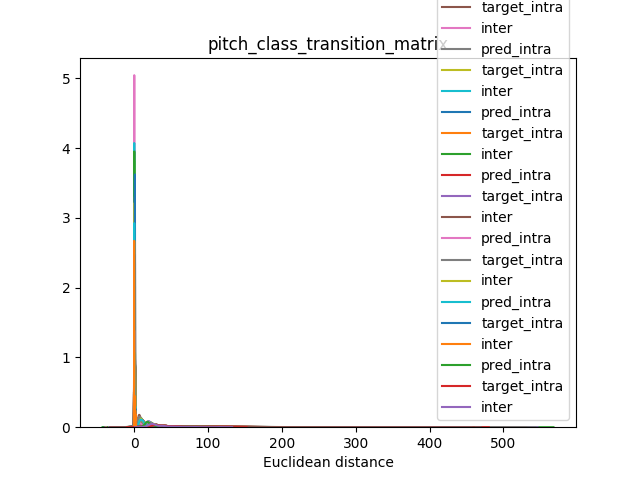 pitch_class_transition_matrix
target_intra
inter
pred_intra
target_intra
inter
pred_intra
target_intra
inter
pred_intra
target_intra
inter
pred_intra
target_intra
inter
pred_intra
target_intra
inter
pred_intra
target_intra
inter
5
4
3
2
1
0
0
100
200
300
400
500
Euclidean distance